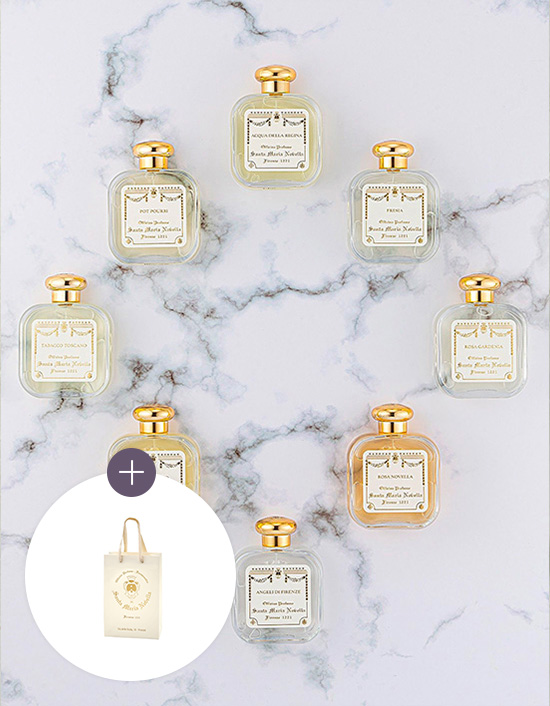 ACQUA DELLA REGINA
Officina Profumo
Santa Maria Novella
Firenze 1221
POT POURRI
Officina Profumo
Santa Maria Novella
Firenze 1221
FRESIA
Officina Profumo
Santa Maria Novella
Firenze 1221
TABACCO TOSCANO
Officina Profumo
Santa Maria Novella
Firenze 1221
ROSA GARDENIA
Officina Profumo
Santa Maria Novella
Firenze 1221
ROSA NOVELLA
Officina Profumo
Santa Maria Novella
Firenze 1221
ANGELI DI FIRENZE
Officina Profumo
Santa Maria Novella
Firenze 1221
Santa Maria Novella